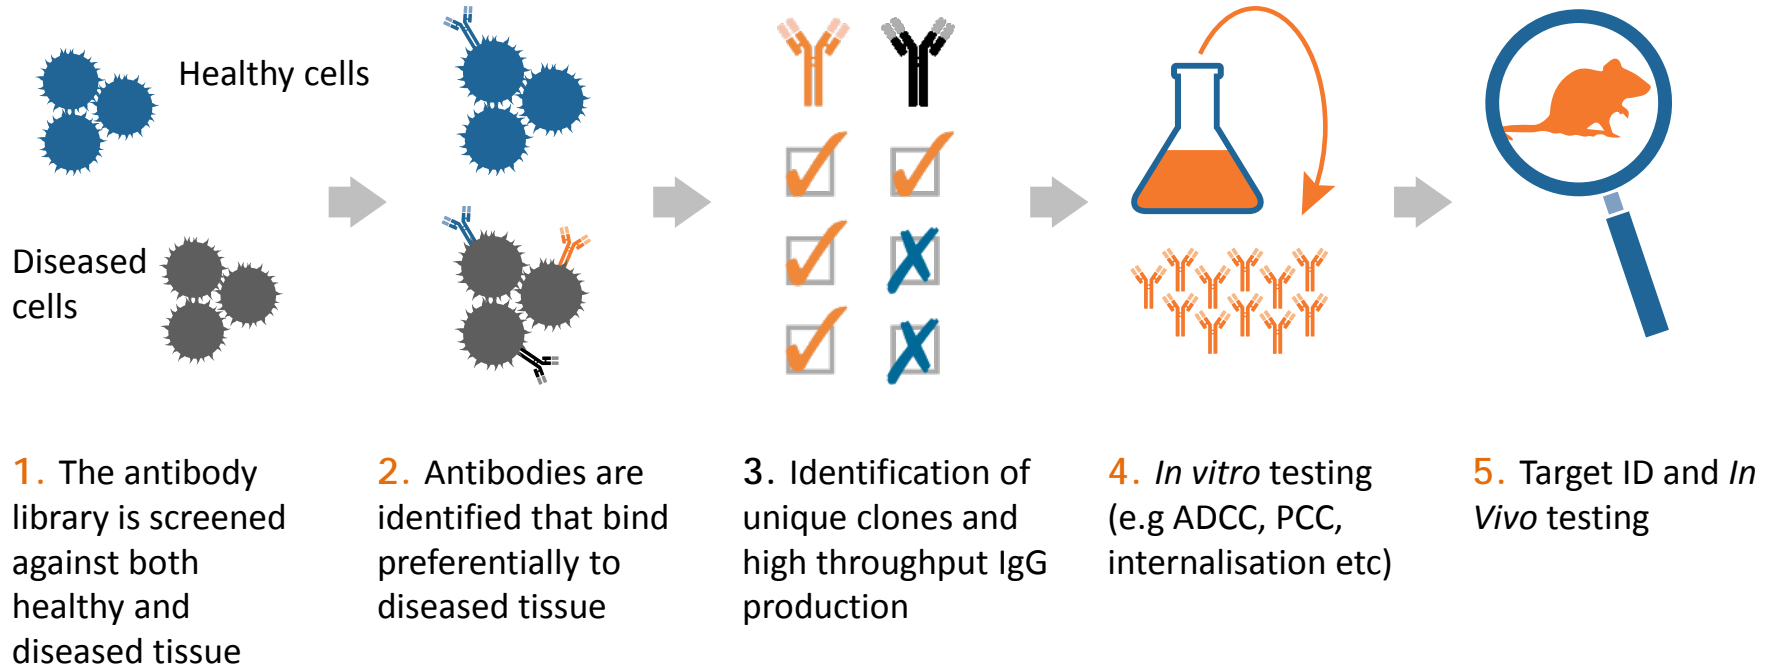 Healthy cells
Diseased
cells
1. The antibody
library is screened
against both
healthy and
diseased tissue
2. Antibodies are
identified that bind
preferentially to
diseased tissue
3. Identification of
unique clones and
high throughput IgG
production
4. In vitro testing
(e.g ADCC, PCC,
internalisation etc)
5. Target ID and In
Vivo testing